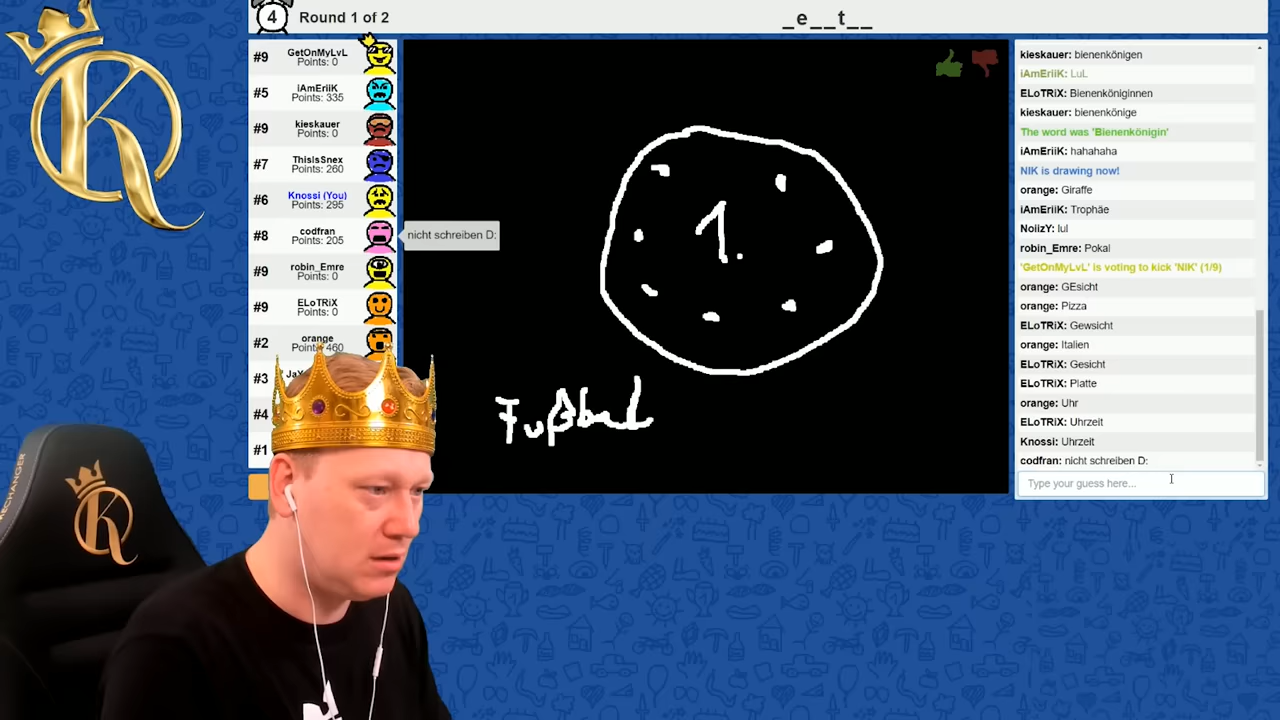 4 Round 1 of 2
_e__t__
#9 GetOnMyLvL
Points: 0
#5 iAmEriiK
Points: 335
#9 kieskauer
Points: 0
#7 ThisIsSnex
Points: 260
#6 Knossi (You)
Points: 295
#8 codfran
Points: 205
#9 robin_Emre
Points: 0
#9 ELoTRiX
Points: 0
#2 orange
Points: 460
#3
#4
#1
nicht schreiben D:
1.
Fußbal
kieskauer: bienenkönigen
iAmEriiK: LuL
ELoTRiX: Bienenköniginnen
kieskauer: bienenkönige
The word was 'Bienenkönigin'
iAmEriiK: hahahaha
NIK is drawing now!
orange: Giraffe
iAmEriiK: Trophäe
NoiizY: lul
robin_Emre: Pokal
'GetOnMyLvL' is voting to kick 'NIK' (1/9)
orange: GEsicht
orange: Pizza
ELoTRiX: Gewsicht
orange: Italien
ELoTRiX: Gesicht
ELoTRiX: Platte
orange: Uhr
ELoTRiX: Uhrzeit
Knossi: Uhrzeit
codfran: nicht schreiben D:
Type your guess here...
K
K